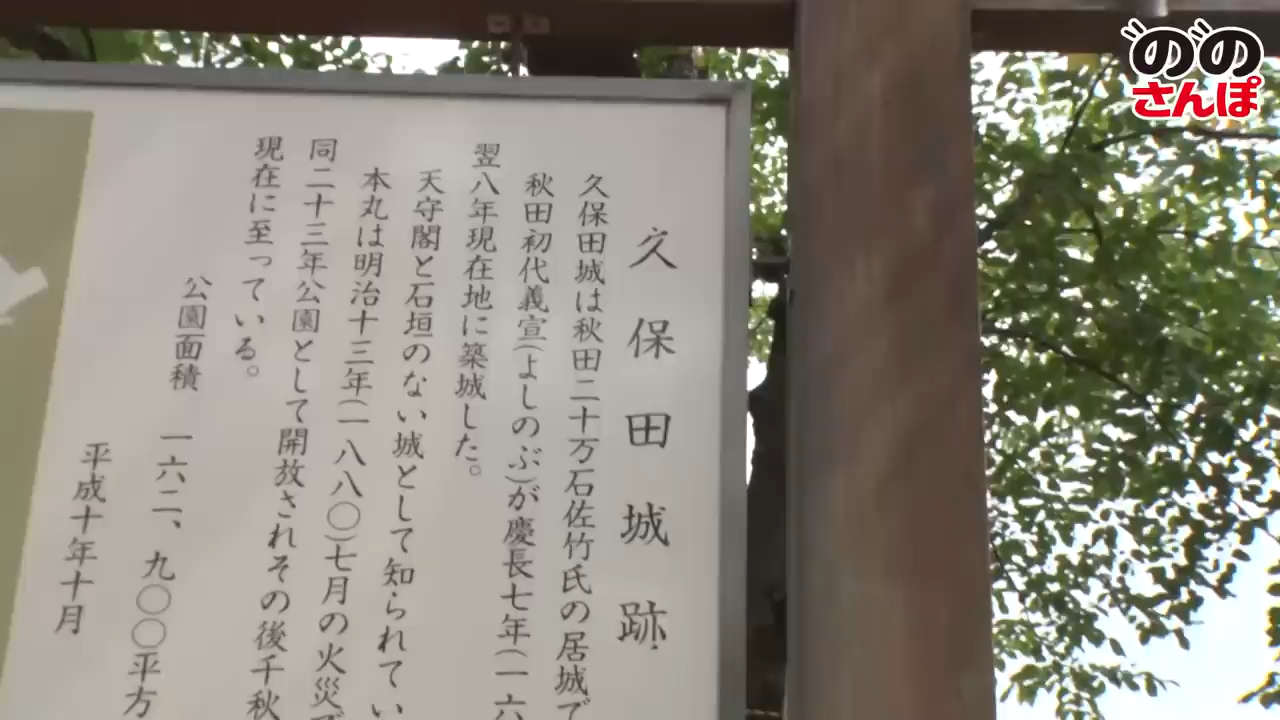 久保田城跡
久保田城は秋田二十万石佐竹氏の居城で
秋田初代義宣(よしのぶ)が慶長七年(一六
翌八年現在地に築城した。
天守閣と石垣のない城として知られてい
本丸は明治十三年(一八八〇)七月の火災で
同二十三年公園として開放されその後千秋
現在に至っている。
公園面積 一六二、九〇〇平方
平成十年十月
のの
さんぽ